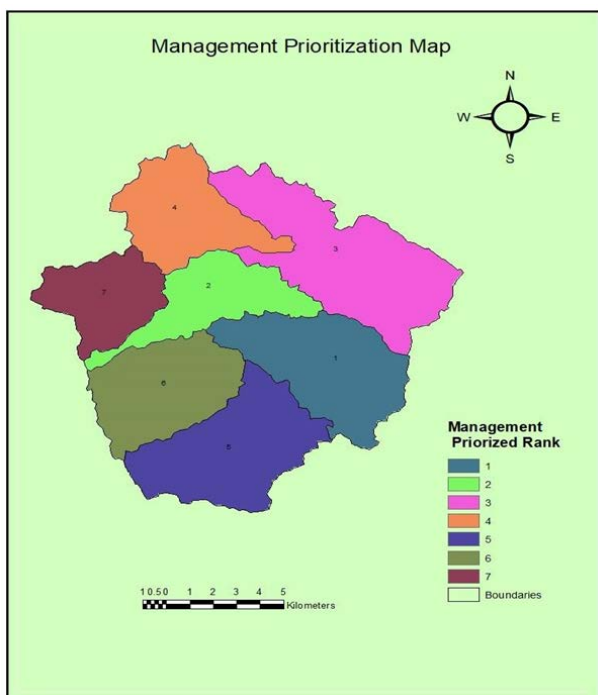 Management Prioritization Map
N
W E
S
4
3
7
2
1
6
5
Management
Priorized Rank
1
2
3
4
5
6
7
Boundaries
1 0.5 0 1 2 3 4 5
Kilometers